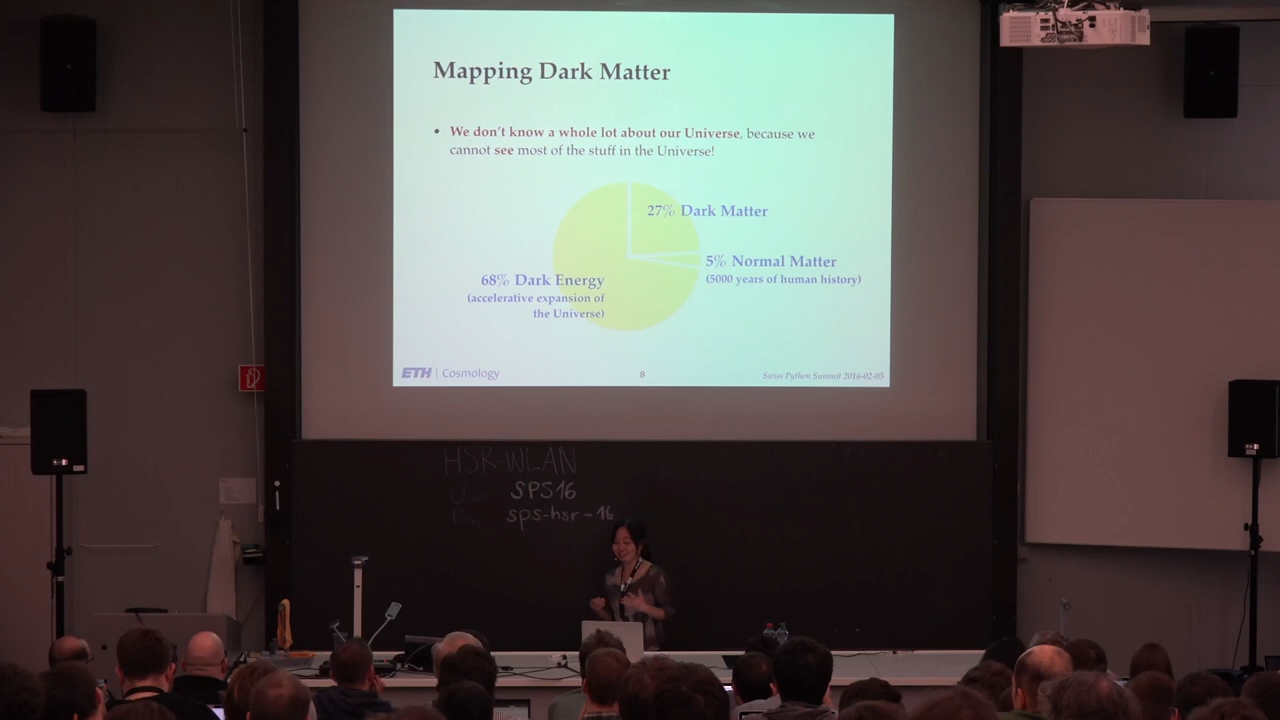 Mapping Dark Matter
• We don't know a whole lot about our Universe, because we
cannot see most of the stuff in the Universe!
27% Dark Matter
5% Normal Matter
(5000 years of human history)
68% Dark Energy
(accelerative expansion of
the Universe)
ETH | Cosmology
8
Swiss Python Summit 2016-02-05
HSR-WLAN
SPS16
sps-hsr-16